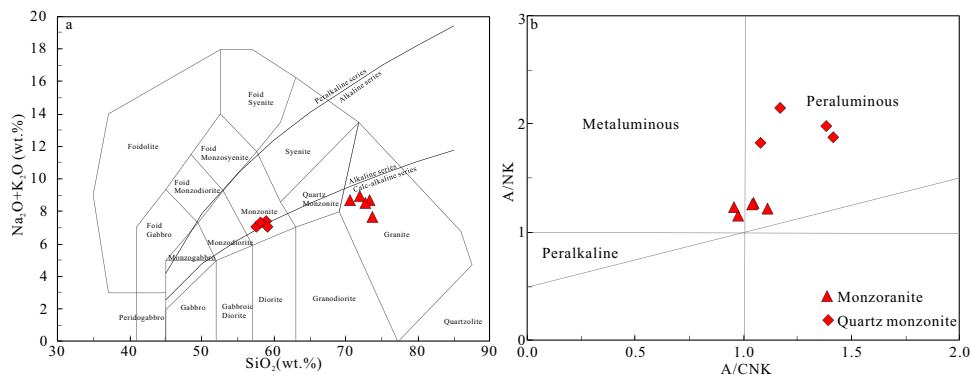 a
20
18
16
14
12
10
8
6
4
2
0
Na₂O+K₂O (wt.%)
30
40
50
60
70
80
90
SiO₂(wt.%)
Peralkaline series
Alkaline series
Foid
Syenite
Foidolite
Foid
Monzosyenite
Syenite
Alkaline series
Calc-alkaline series
Foid
Monzodiorite
Quartz
Monzonite
Monzonite
Foid
Gabbro
Monzodiorite
Granite
Monzogabbro
Peridogabbro
Gabbro
Gabbroic
Diorite
Diorite
Granodiorite
Quartzolite
b
3
2
1
0
A/NK
0.0
0.5
1.0
1.5
2.0
A/CNK
Metaluminous
Peraluminous
Peralkaline
Monzoranite
Quartz monzonite